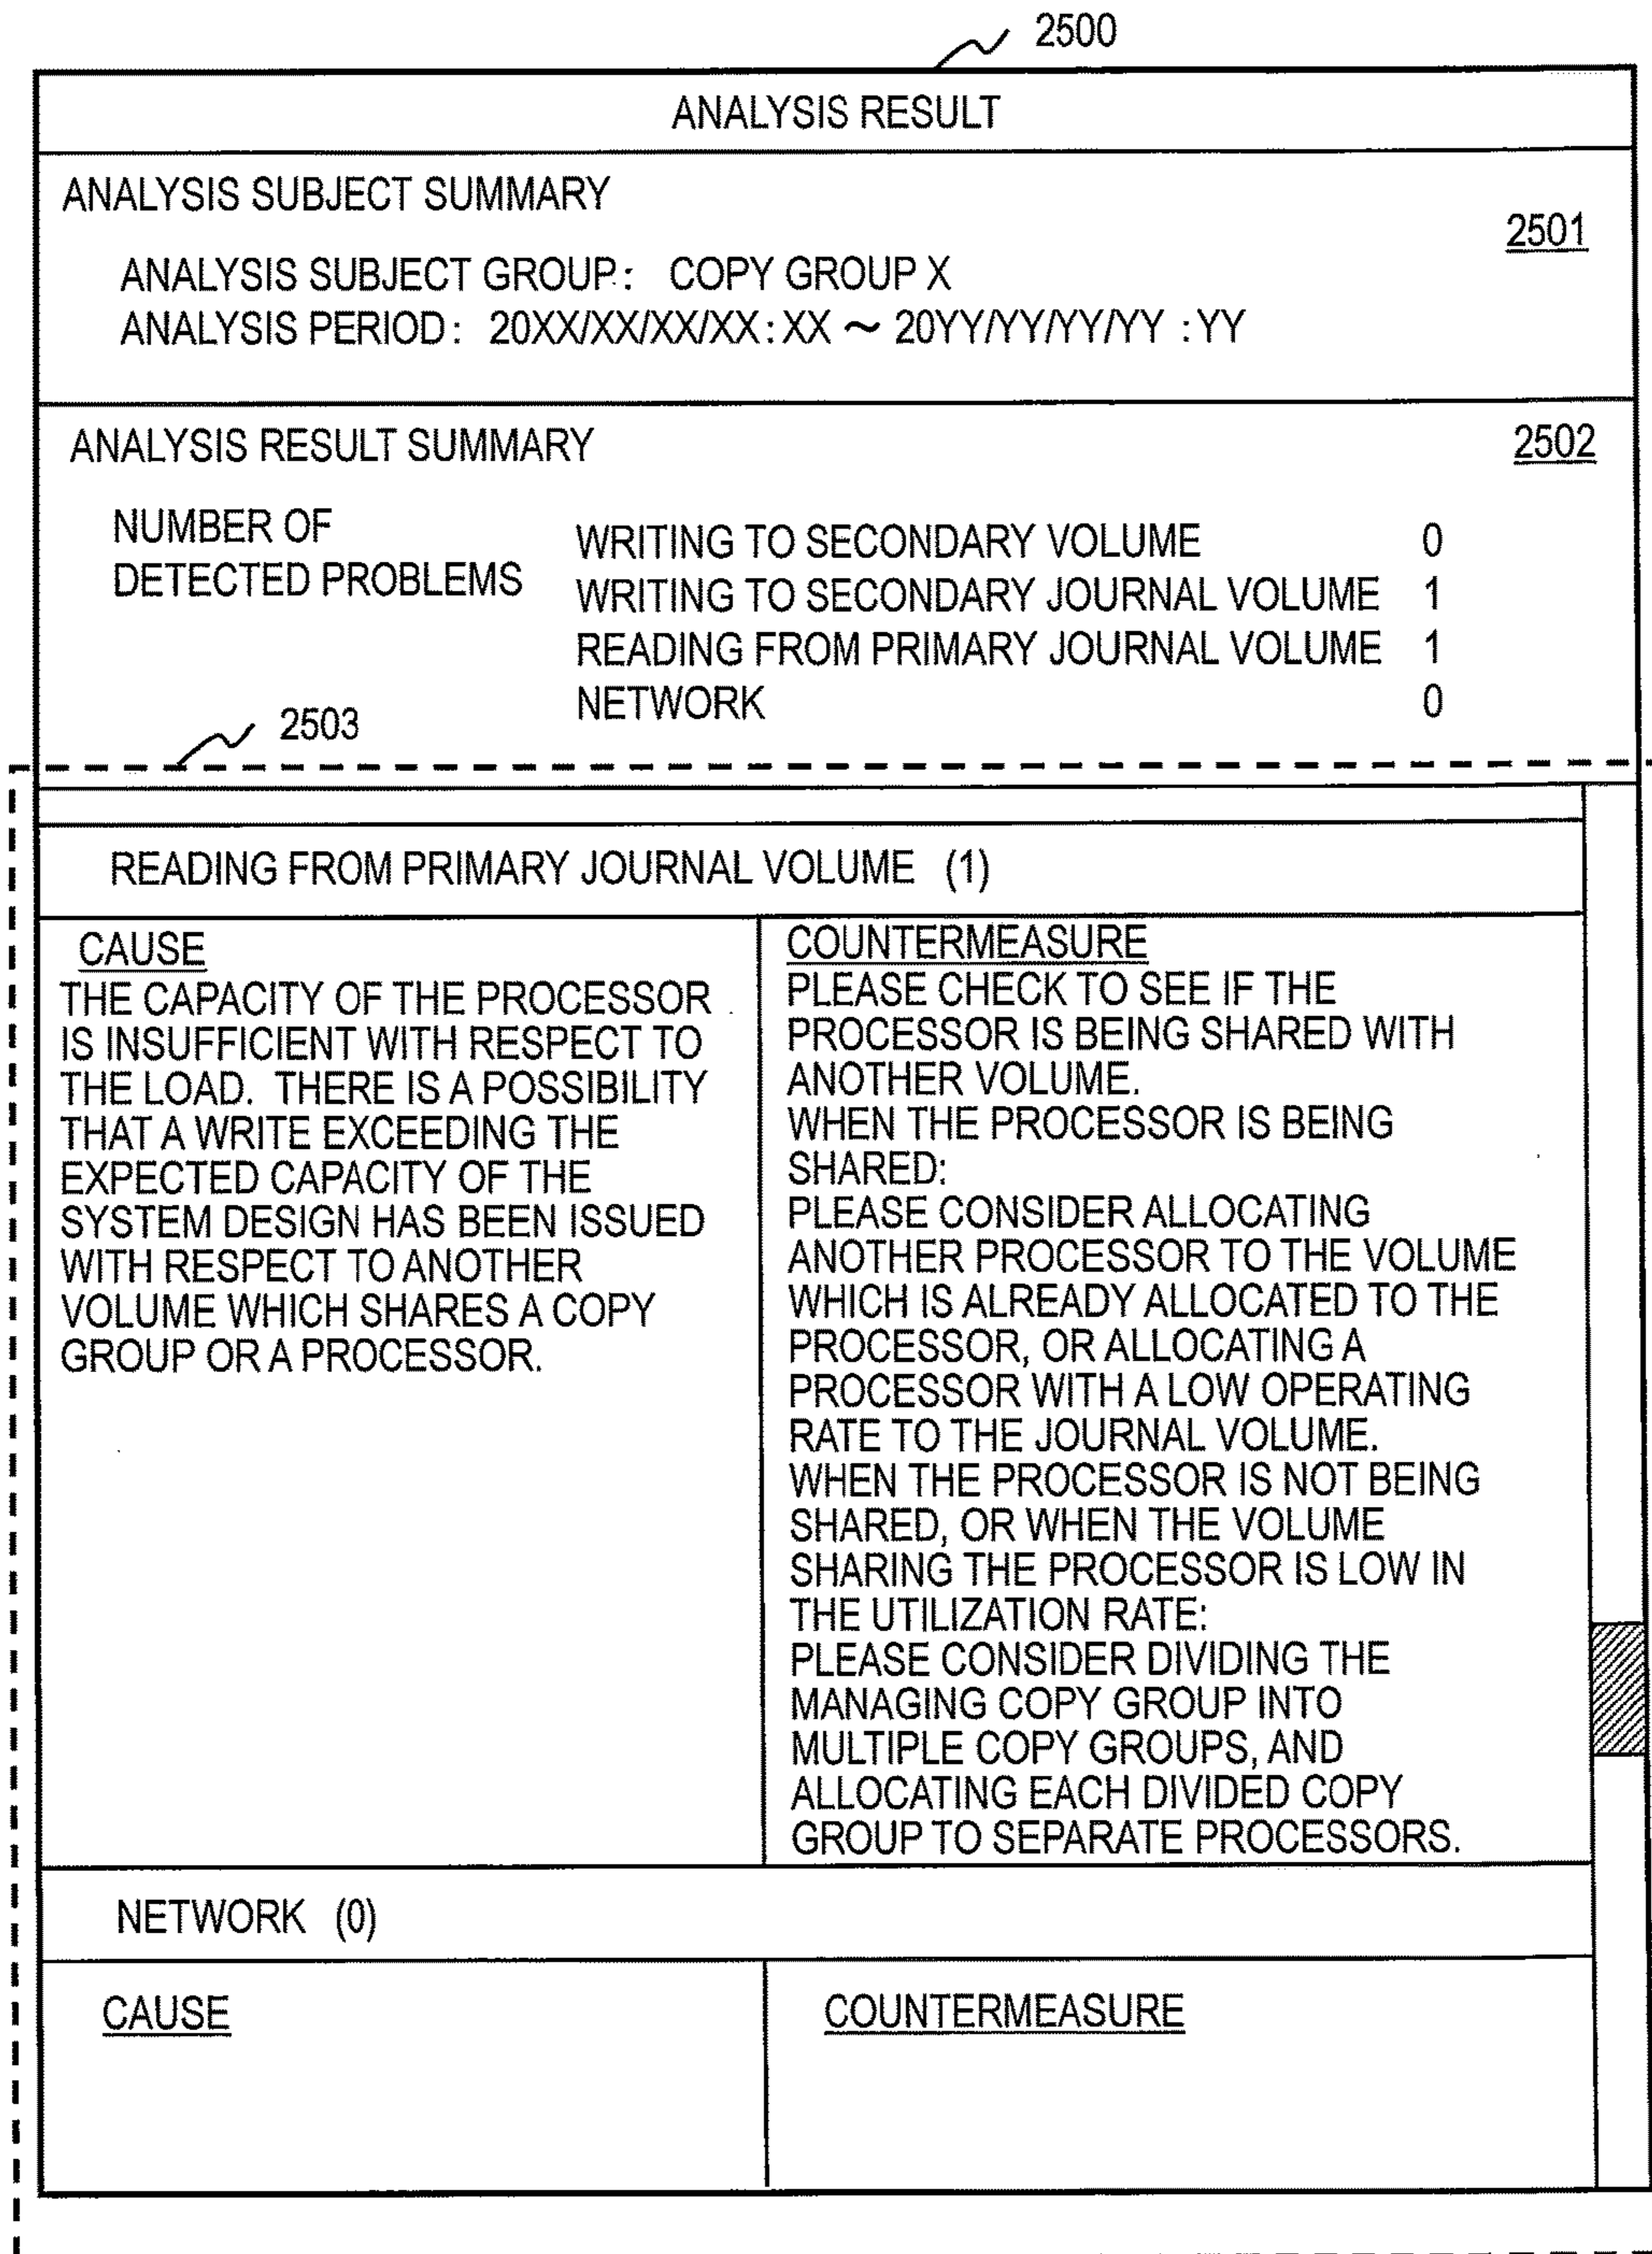 2500
ANALYSIS RESULT
ANALYSIS SUBJECT SUMMARY
2501
ANALYSIS SUBJECT GROUP: COPY GROUP X
ANALYSIS PERIOD: 20XX/XX/XX/XX:XX ~ 20YY/YY/YY/YY :YY
ANALYSIS RESULT SUMMARY
2502
NUMBER OF
DETECTED PROBLEMS
WRITING TO SECONDARY VOLUME 0
WRITING TO SECONDARY JOURNAL VOLUME 1
READING FROM PRIMARY JOURNAL VOLUME 1
NETWORK 0
2503
READING FROM PRIMARY JOURNAL VOLUME (1)
CAUSE
THE CAPACITY OF THE PROCESSOR
IS INSUFFICIENT WITH RESPECT TO
THE LOAD. THERE IS A POSSIBILITY
THAT A WRITE EXCEEDING THE
EXPECTED CAPACITY OF THE
SYSTEM DESIGN HAS BEEN ISSUED
WITH RESPECT TO ANOTHER
VOLUME WHICH SHARES A COPY
GROUP OR A PROCESSOR.
COUNTERMEASURE
PLEASE CHECK TO SEE IF THE
PROCESSOR IS BEING SHARED WITH
ANOTHER VOLUME.
WHEN THE PROCESSOR IS BEING
SHARED:
PLEASE CONSIDER ALLOCATING
ANOTHER PROCESSOR TO THE VOLUME
WHICH IS ALREADY ALLOCATED TO THE
PROCESSOR, OR ALLOCATING A
PROCESSOR WITH A LOW OPERATING
RATE TO THE JOURNAL VOLUME.
WHEN THE PROCESSOR IS NOT BEING
SHARED, OR WHEN THE VOLUME
SHARING THE PROCESSOR IS LOW IN
THE UTILIZATION RATE:
PLEASE CONSIDER DIVIDING THE
MANAGING COPY GROUP INTO
MULTIPLE COPY GROUPS, AND
ALLOCATING EACH DIVIDED COPY
GROUP TO SEPARATE PROCESSORS.
NETWORK (0)
CAUSE
COUNTERMEASURE